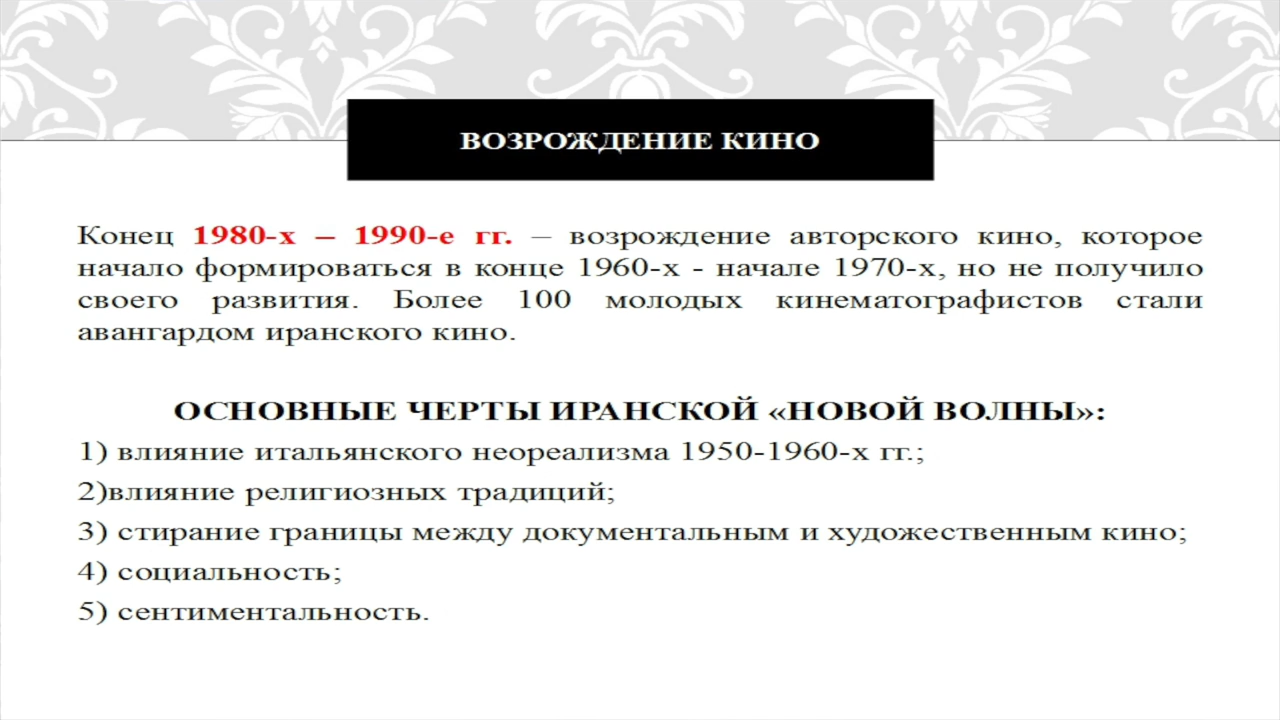 ВОЗРОЖДЕНИЕ КИНО
Конец 1980-х – 1990-е гг. – возрождение авторского кино, которое
начало формироваться в конце 1960-х - начале 1970-х, но не получило
своего развития. Более 100 молодых кинематографистов стали
авангардом иранского кино.
ОСНОВНЫЕ ЧЕРТЫ ИРАНСКОЙ «НОВОЙ ВОЛНЫ»:
1) влияние итальянского неореализма 1950-1960-х гг.;
2)влияние религиозных традиций;
3) стирание границы между документальным и художественным кино;
4) социальность;
5) сентиментальность.